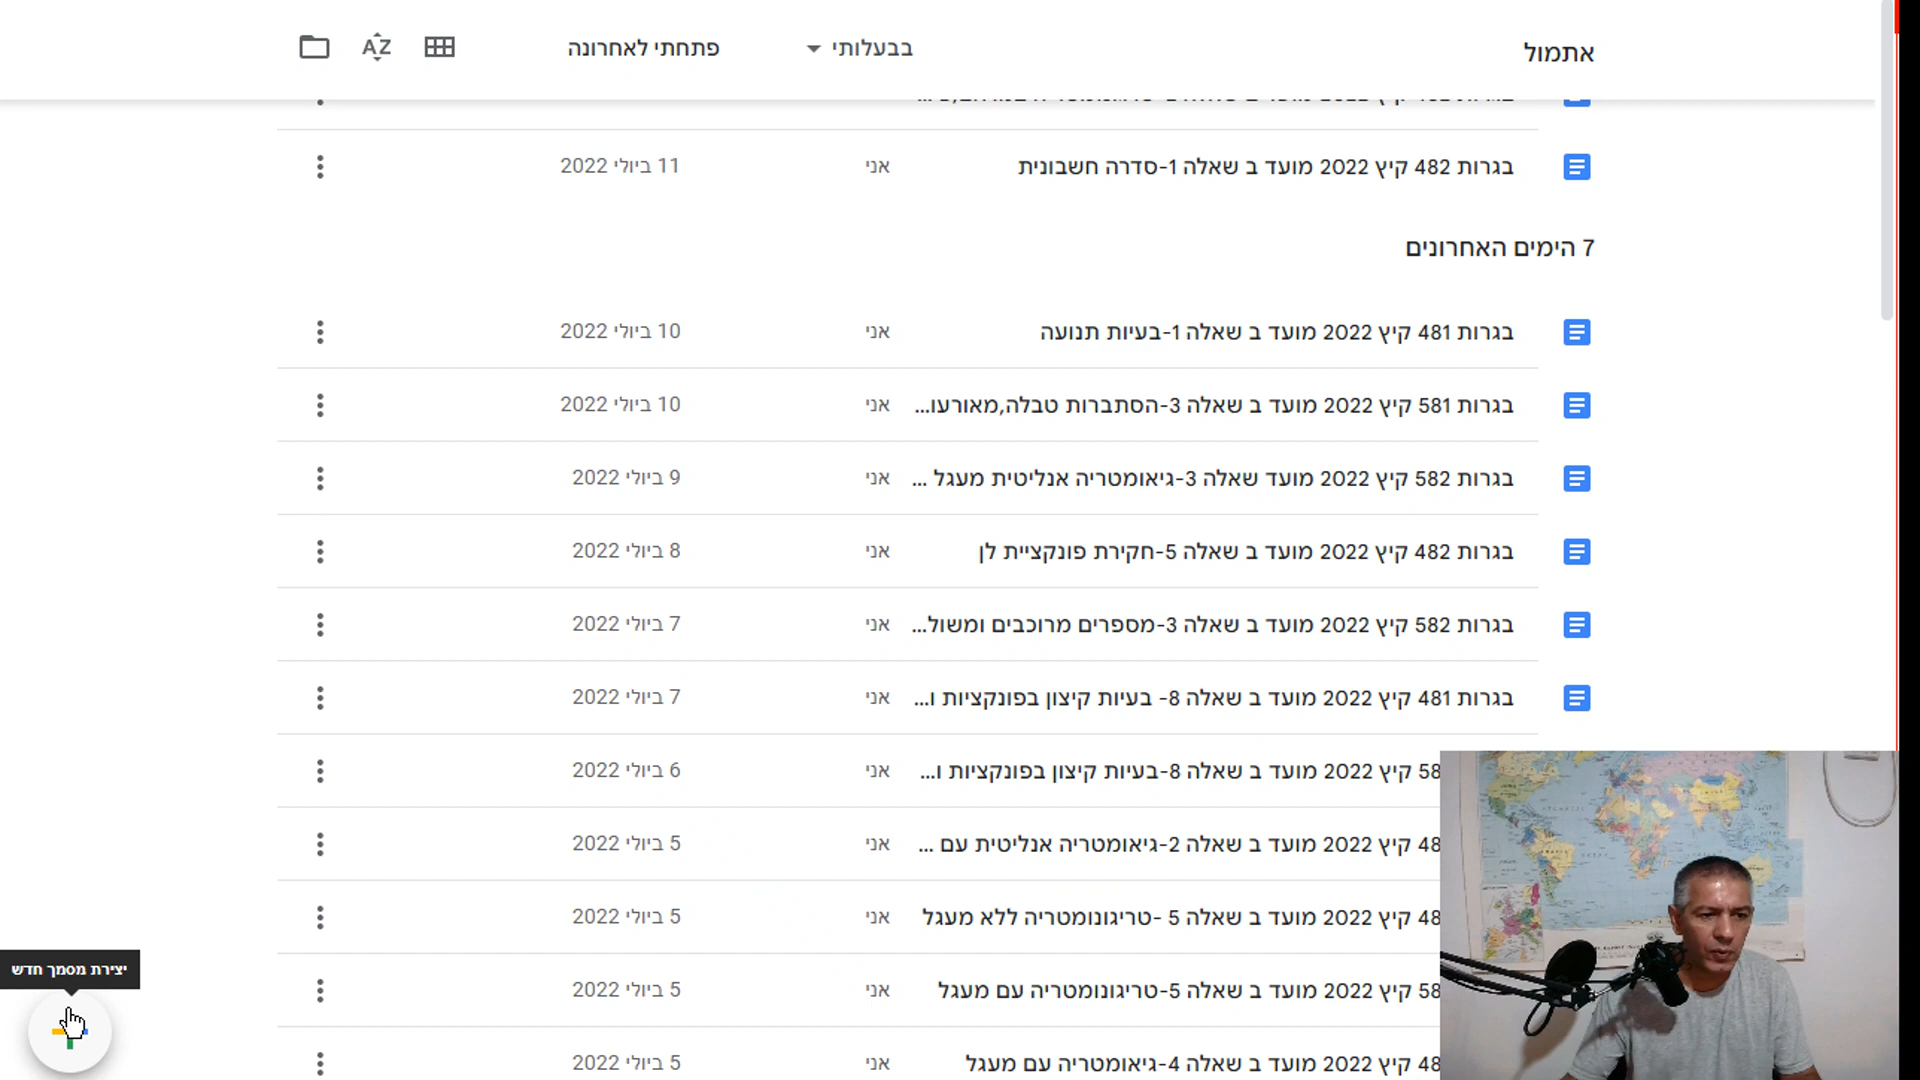 אתמול
בבעלותי
פתחתי לאחרונה
AZ
בגרות 482 קיץ 2022 מועד ב שאלה 1-סדרה חשבונית אני 11 ביולי 2022
7 הימים האחרונים
בגרות 481 קיץ 2022 מועד ב שאלה 1-בעיות תנועה אני 10 ביולי 2022
בגרות 581 קיץ 2022 מועד ב שאלה 3-הסתברות טבלה,מאורעו... אני 10 ביולי 2022
בגרות 582 קיץ 2022 מועד שאלה 3-גיאומטריה אנליטית מעגל ... אני 9 ביולי 2022
בגרות 482 קיץ 2022 מועד ב שאלה 5-חקירת פונקציית לן אני 8 ביולי 2022
בגרות 582 קיץ 2022 מועד ב שאלה 3-מספרים מרוכבים ומשול... אני 7 ביולי 2022
בגרות 481 קיץ 2022 מועד ב שאלה 8- בעיות קיצון בפונקציות ו... אני 7 ביולי 2022
58 קיץ 2022 מועד ב שאלה 8-בעיות קיצון בפונקציות ו... אני 6 ביולי 2022
48 קיץ 2022 מועד ב שאלה 2-גיאומטריה אנליטית עם ... אני 5 ביולי 2022
48 קיץ 2022 מועד ב שאלה 5 -טריגונומטריה ללא מעגל אני 5 ביולי 2022
58 קיץ 2022 מועד ב שאלה 5-טריגונומטריה עם מעגל אני 5 ביולי 2022
48 קיץ 2022 מועד ב שאלה 4-גיאומטריה עם מעגל אני 5 ביולי 2022
יצירת מסמך חדש